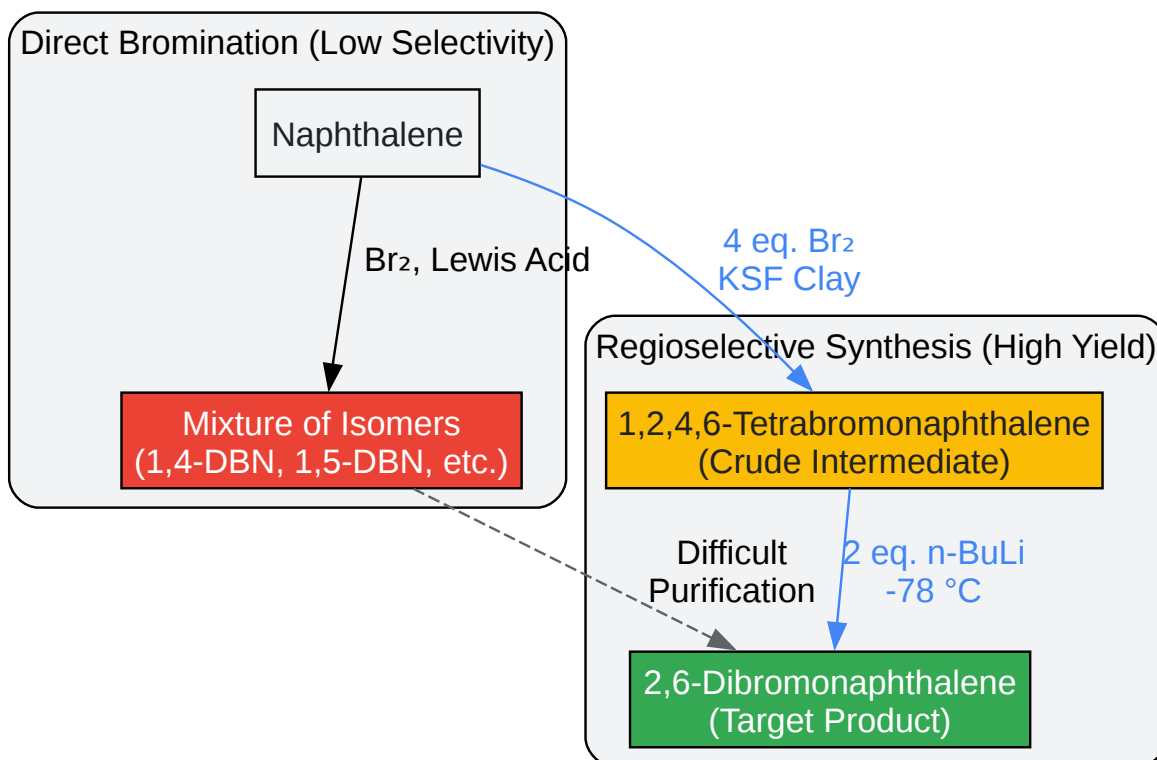 Direct Bromination (Low Selectivity)
Naphthalene
Br₂, Lewis Acid
4 eq. Br₂
KSF Clay
Regioselective Synthesis (High Yield)
Mixture of Isomers
(1,4-DBN, 1,5-DBN, etc.)
1,2,4,6-Tetrabromonaphthalene
(Crude Intermediate)
Difficult
Purification
2 eq. n-BuLi
-78 °C
2,6-Dibromonaphthalene
(Target Product)